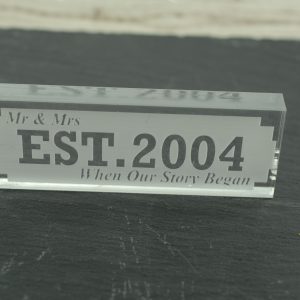 Mr & Mrs
EST.2004
When Our Story Began